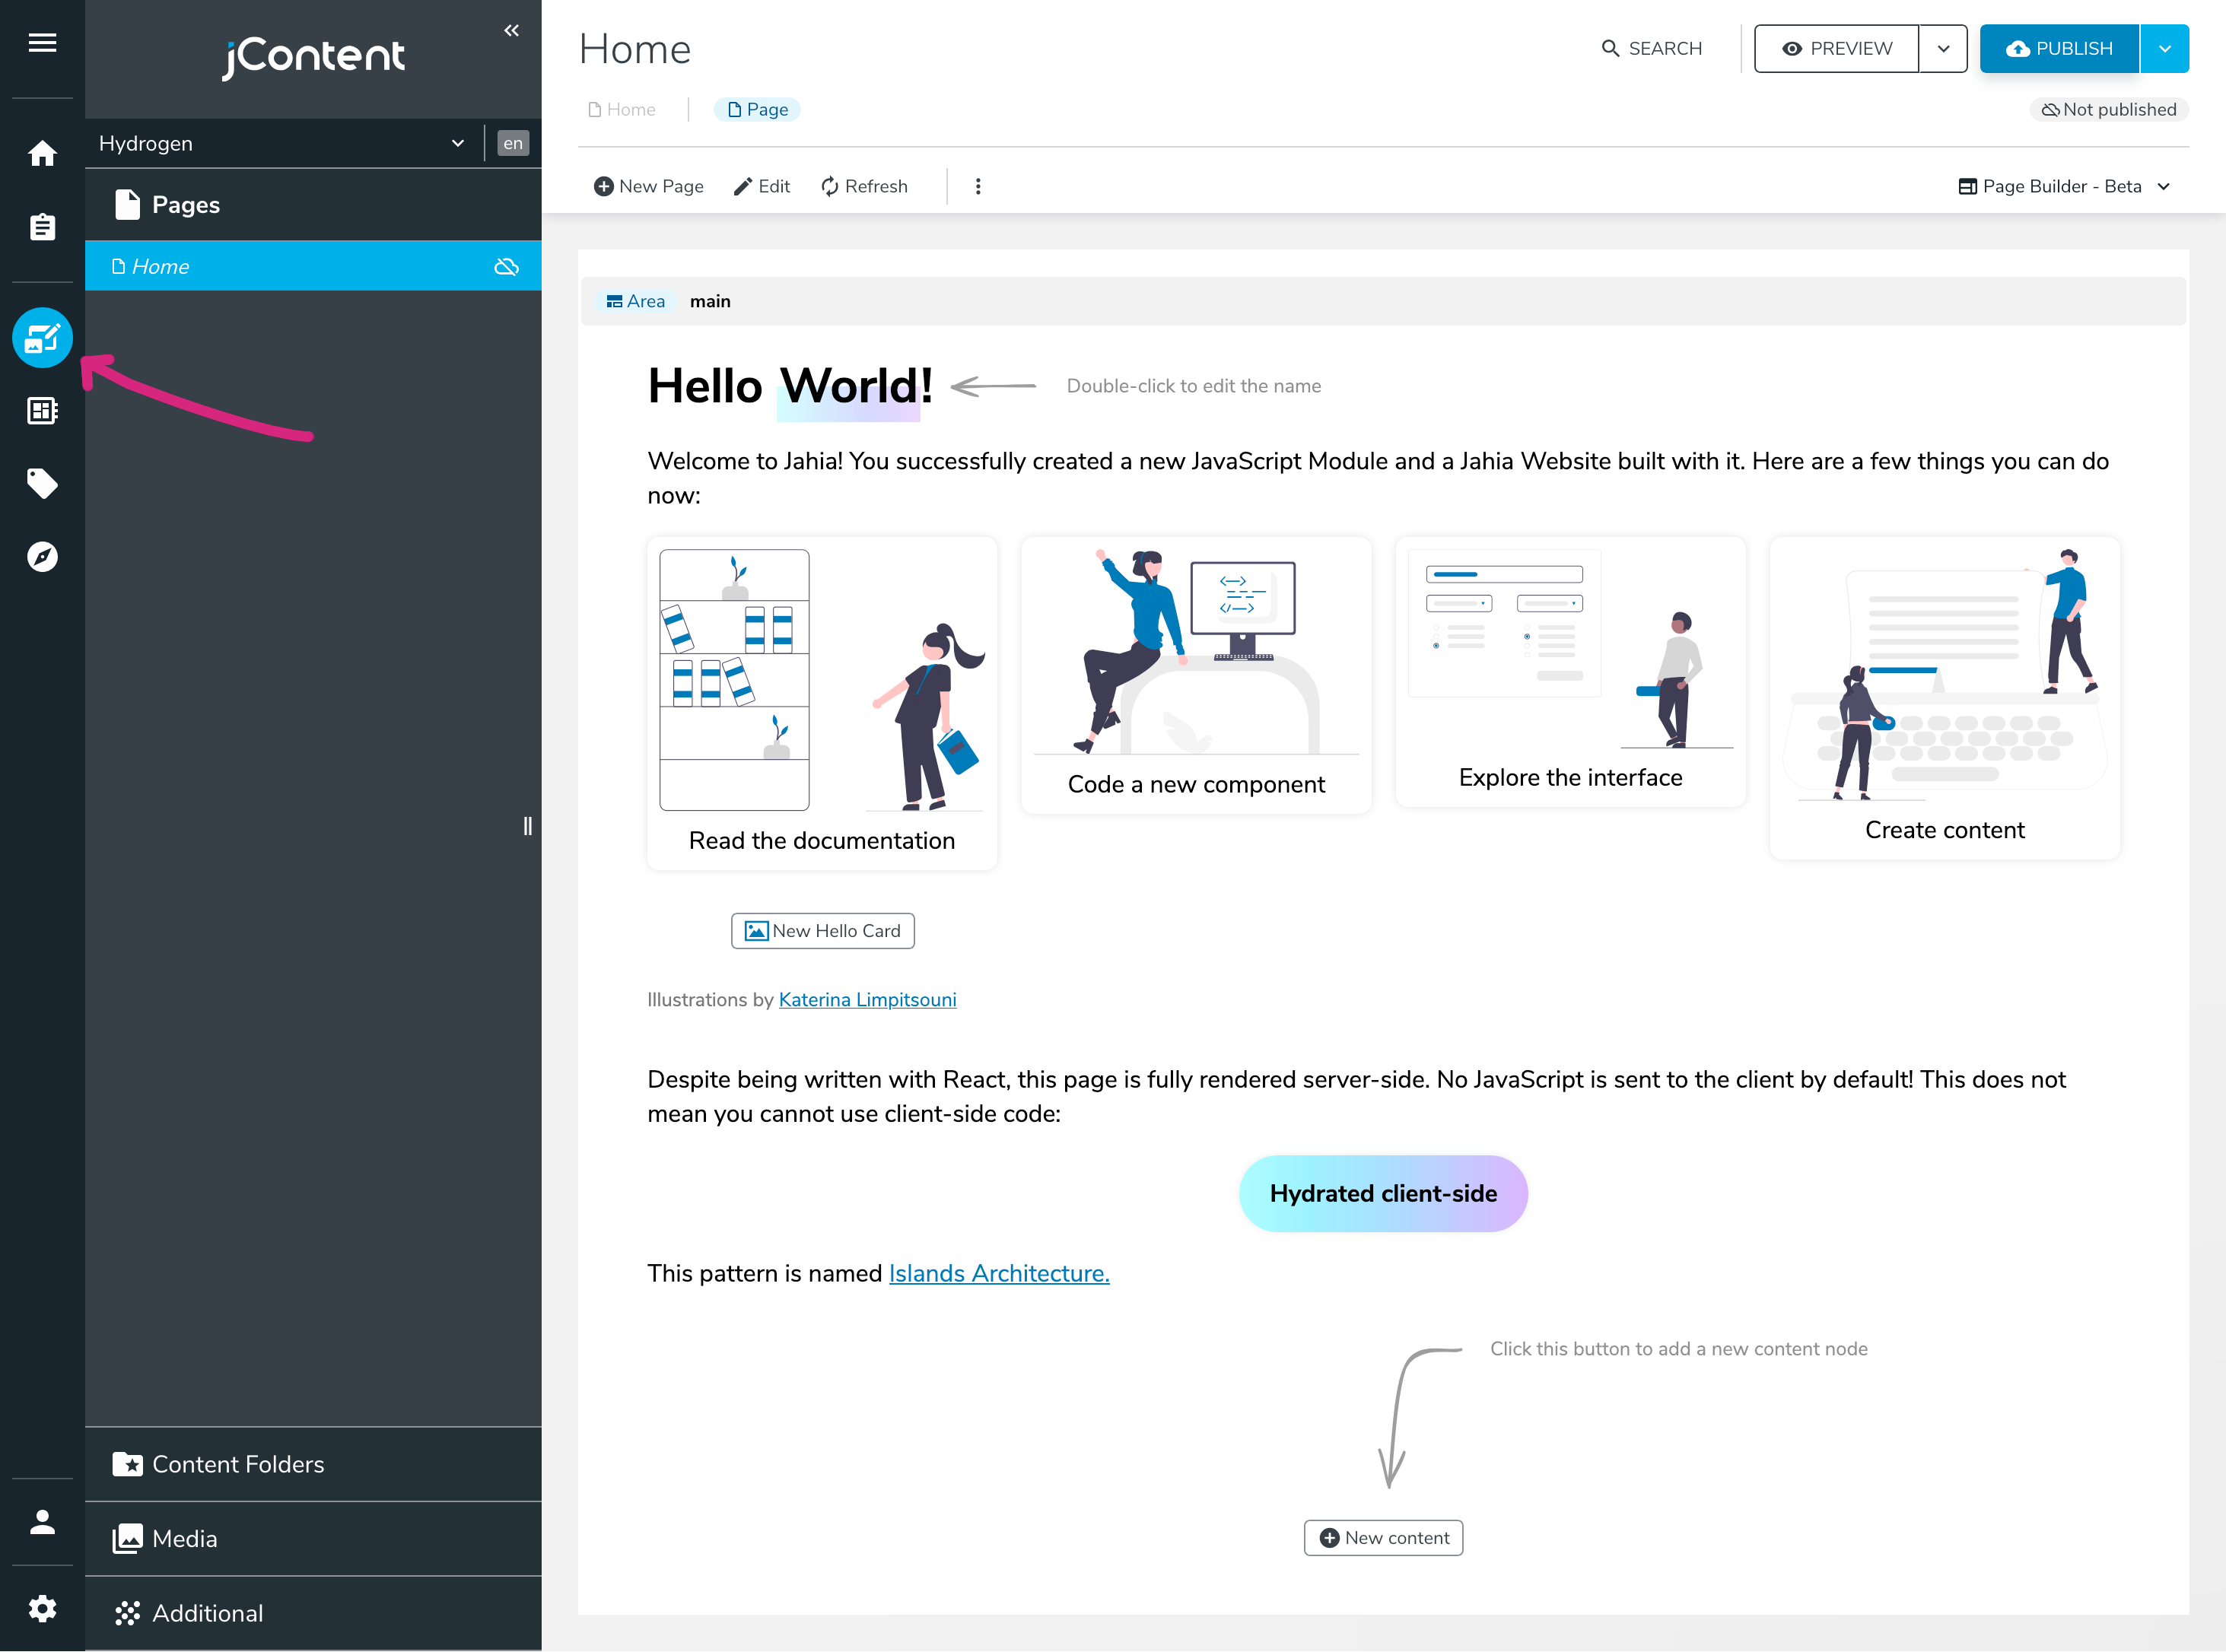 jContent
Hydrogen
en
Pages
Home
Content Folders
Media
Additional
Home
SEARCH
PREVIEW
PUBLISH
Home
Page
Not published
New Page
Edit
Refresh
Page Builder - Beta
Area
main
Hello World!
Double-click to edit the name
Welcome to Jahia! You successfully created a new JavaScript Module and a Jahia Website built with it. Here are a few things you can do
now:
Read the documentation
Code a new component
Explore the interface
Create content
New Hello Card
Illustrations by Katerina Limpitsouni
Despite being written with React, this page is fully rendered server-side. No JavaScript is sent to the client by default! This does not
mean you cannot use client-side code:
Hydrated client-side
This pattern is named Islands Architecture.
Click this button to add a new content node
New content